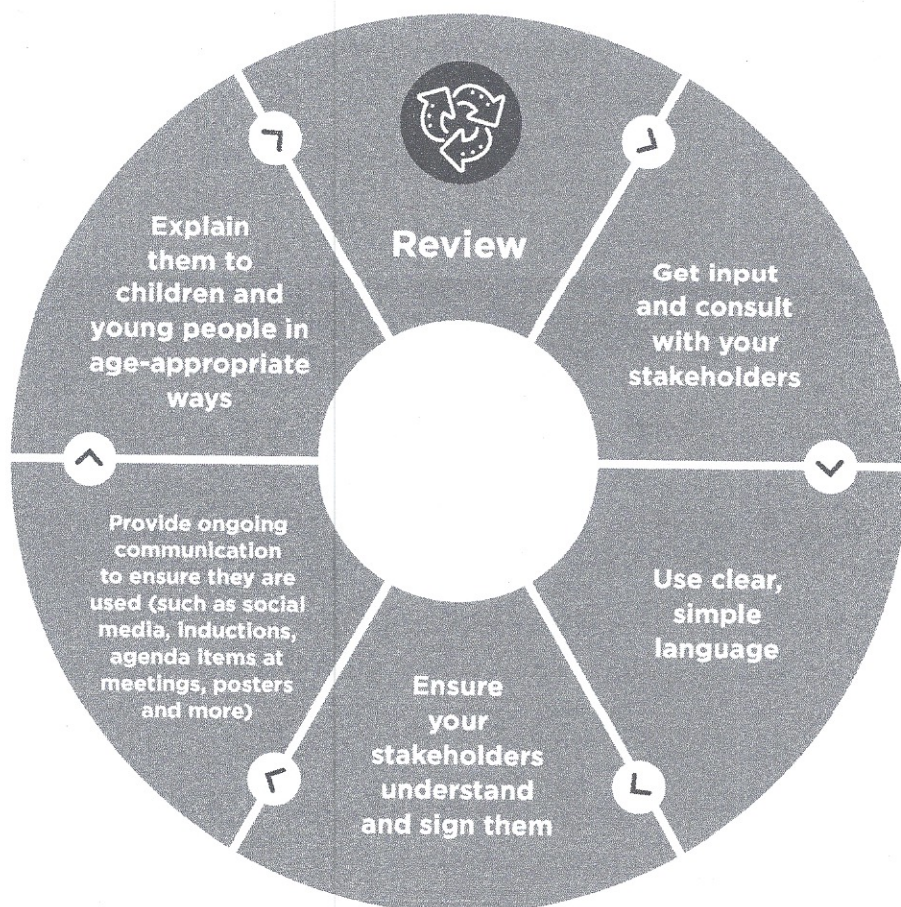 Review
Get input
and consult
with your
stakeholders
Use clear,
simple
language
Ensure
your
stakeholders
understand
and sign them
Provide ongoing
communication
to ensure they are
used (such as social
media, inductions,
agenda items at
meetings, posters
and more)
Explain
them to
children and
young people in
age-appropriate
ways